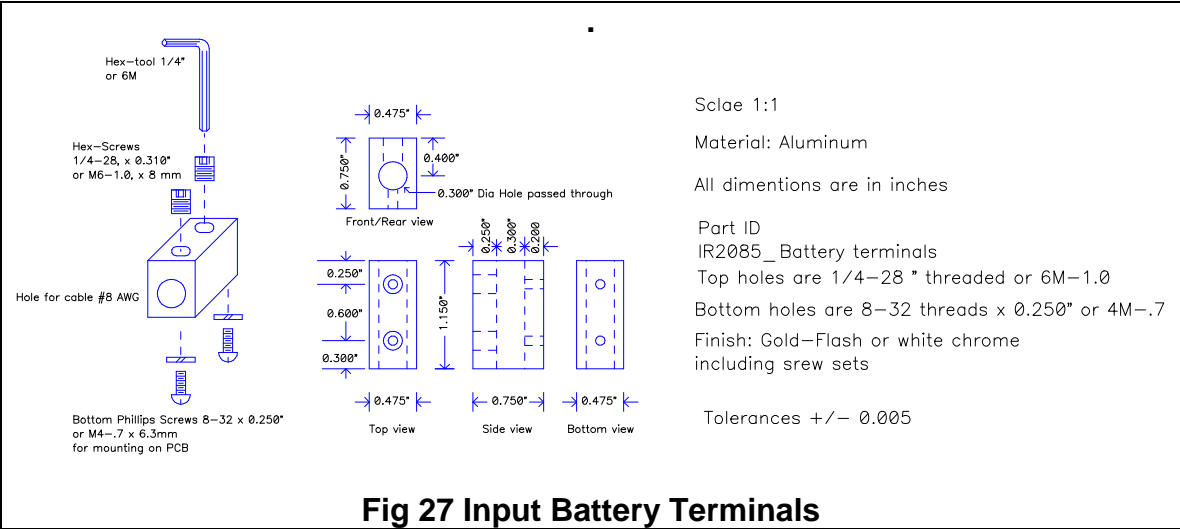 .
Hex-tool 1/4"
or 6M
Hex-Screws
1/4-28, x 0.310"
or M6-1.0, x 8 mm
Hole for cable #8 AWG
Bottom Phillips Screws 8-32 x 0.250"
or M4-.7 x 6.3mm
for mounting on PCB
0.475"
0.750"
0.400"
0.300" Dia Hole passed through
Front/Rear view
0.250"
0.600"
0.300"
0.475"
Top view
1.150"
0.250"
0.300"
0.200
0.750"
Side view
0.475"
Bottom view
Sclae 1:1
Material: Aluminum
All dimentions are in inches
Part ID
IR2085_Battery terminals
Top holes are 1/4-28 " threaded or 6M-1.0
Bottom holes are 8-32 threads x 0.250" or 4M-.7
Finish: Gold-Flash or white chrome
including srew sets
Tolerances +/- 0.005
Fig 27 Input Battery Terminals